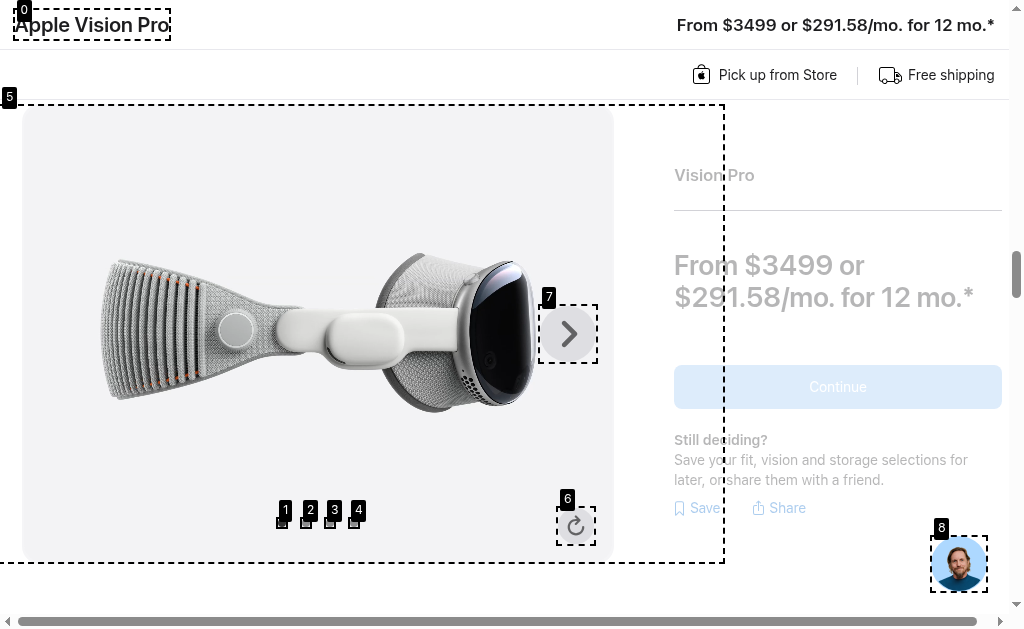 0
Apple Vision Pro
From $3499 or $291.58/mo. for 12 mo.*
Pick up from Store
Free shipping
5
Vision Pro
From $3499 or
$291.58/mo. for 12 mo.*
7
Continue
Still deciding?
Save your fit, vision and storage selections for
later, or share them with a friend.
1 2 3 4
6
Save
Share
8